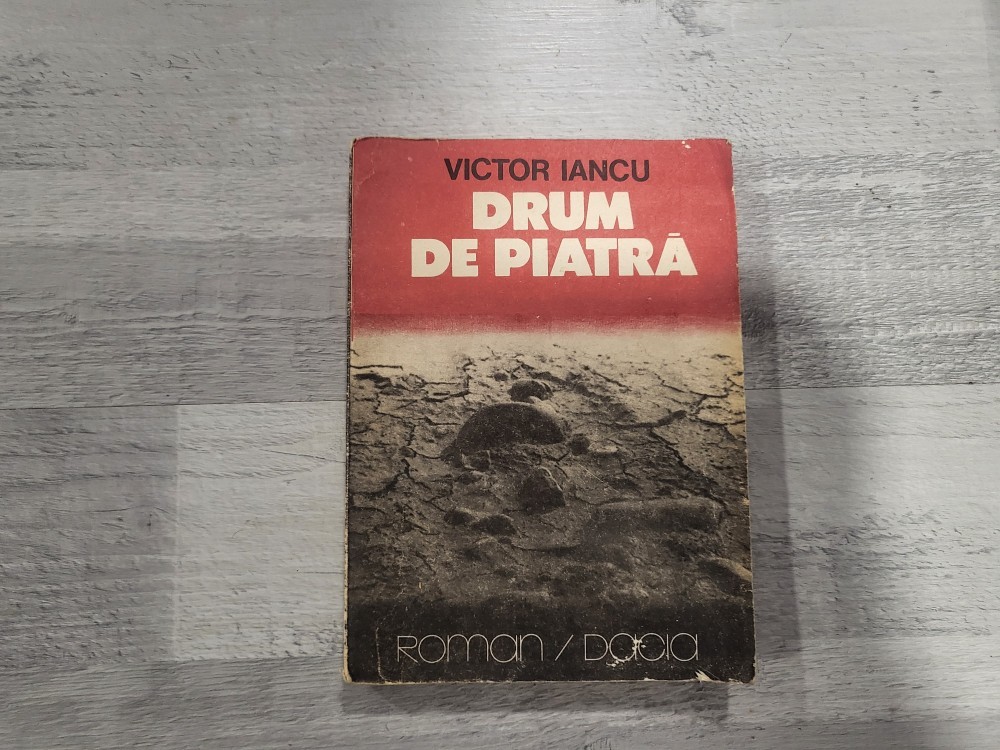 VICTOR IANCU
DRUM
DE PIATRĂ
Roman / Dacia